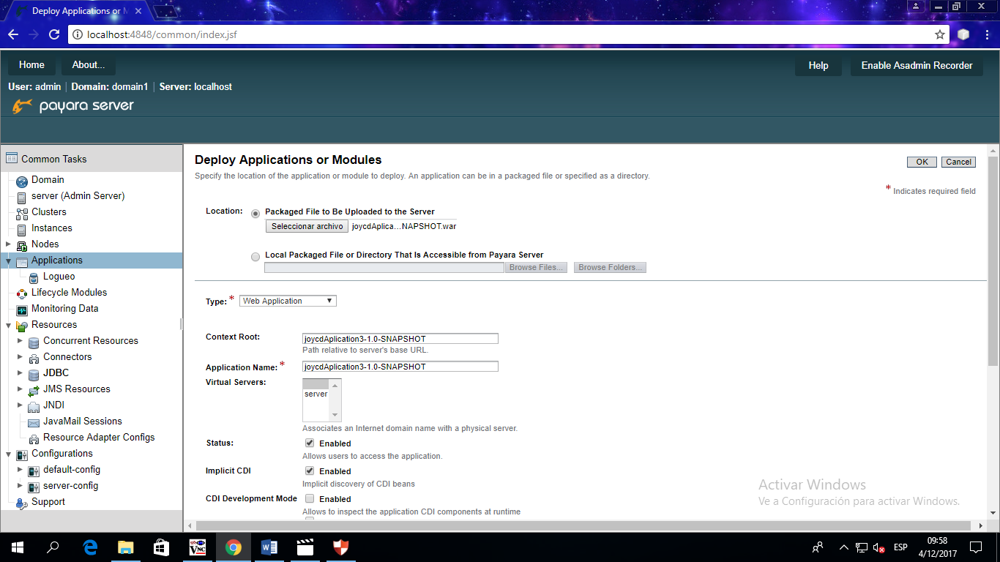 Deploy Applications or M
localhost:4848/common/index.jsf
Home
About...
Help
Enable Asadmin Recorder
User: admin | Domain: domain1 | Server: localhost
payara server
Common Tasks
Domain
server (Admin Server)
Clusters
Instances
Nodes
Applications
Logueo
Lifecycle Modules
Monitoring Data
Resources
Concurrent Resources
Connectors
JDBC
JMS Resources
JNDI
JavaMail Sessions
Resource Adapter Configs
Configurations
default-config
server-config
Support
Deploy Applications or Modules
OK
Cancel
Specify the location of the application or module to deploy. An application can be in a packaged file or specified as a directory.
* Indicates required field
Location:
Packaged File to Be Uploaded to the Server
Seleccionar archivo joycdAplica...NAPSHOT.war
Local Packaged File or Directory That Is Accessible from Payara Server
Browse Files...
Browse Folders...
Type: * Web Application
Context Root: joycdAplication3-1.0-SNAPSHOT
Path relative to server's base URL.
Application Name: * joycdAplication3-1.0-SNAPSHOT
Virtual Servers:
server
Associates an Internet domain name with a physical server.
Status: Enabled
Allows users to access the application.
Implicit CDI Enabled
Implicit discovery of CDI beans
CDI Development Mode Enabled
Allows to inspect the application CDI components at runtime
Activar Windows
Ve a Configuración para activar Windows.
VNC
ESP
09:58
4/12/2017